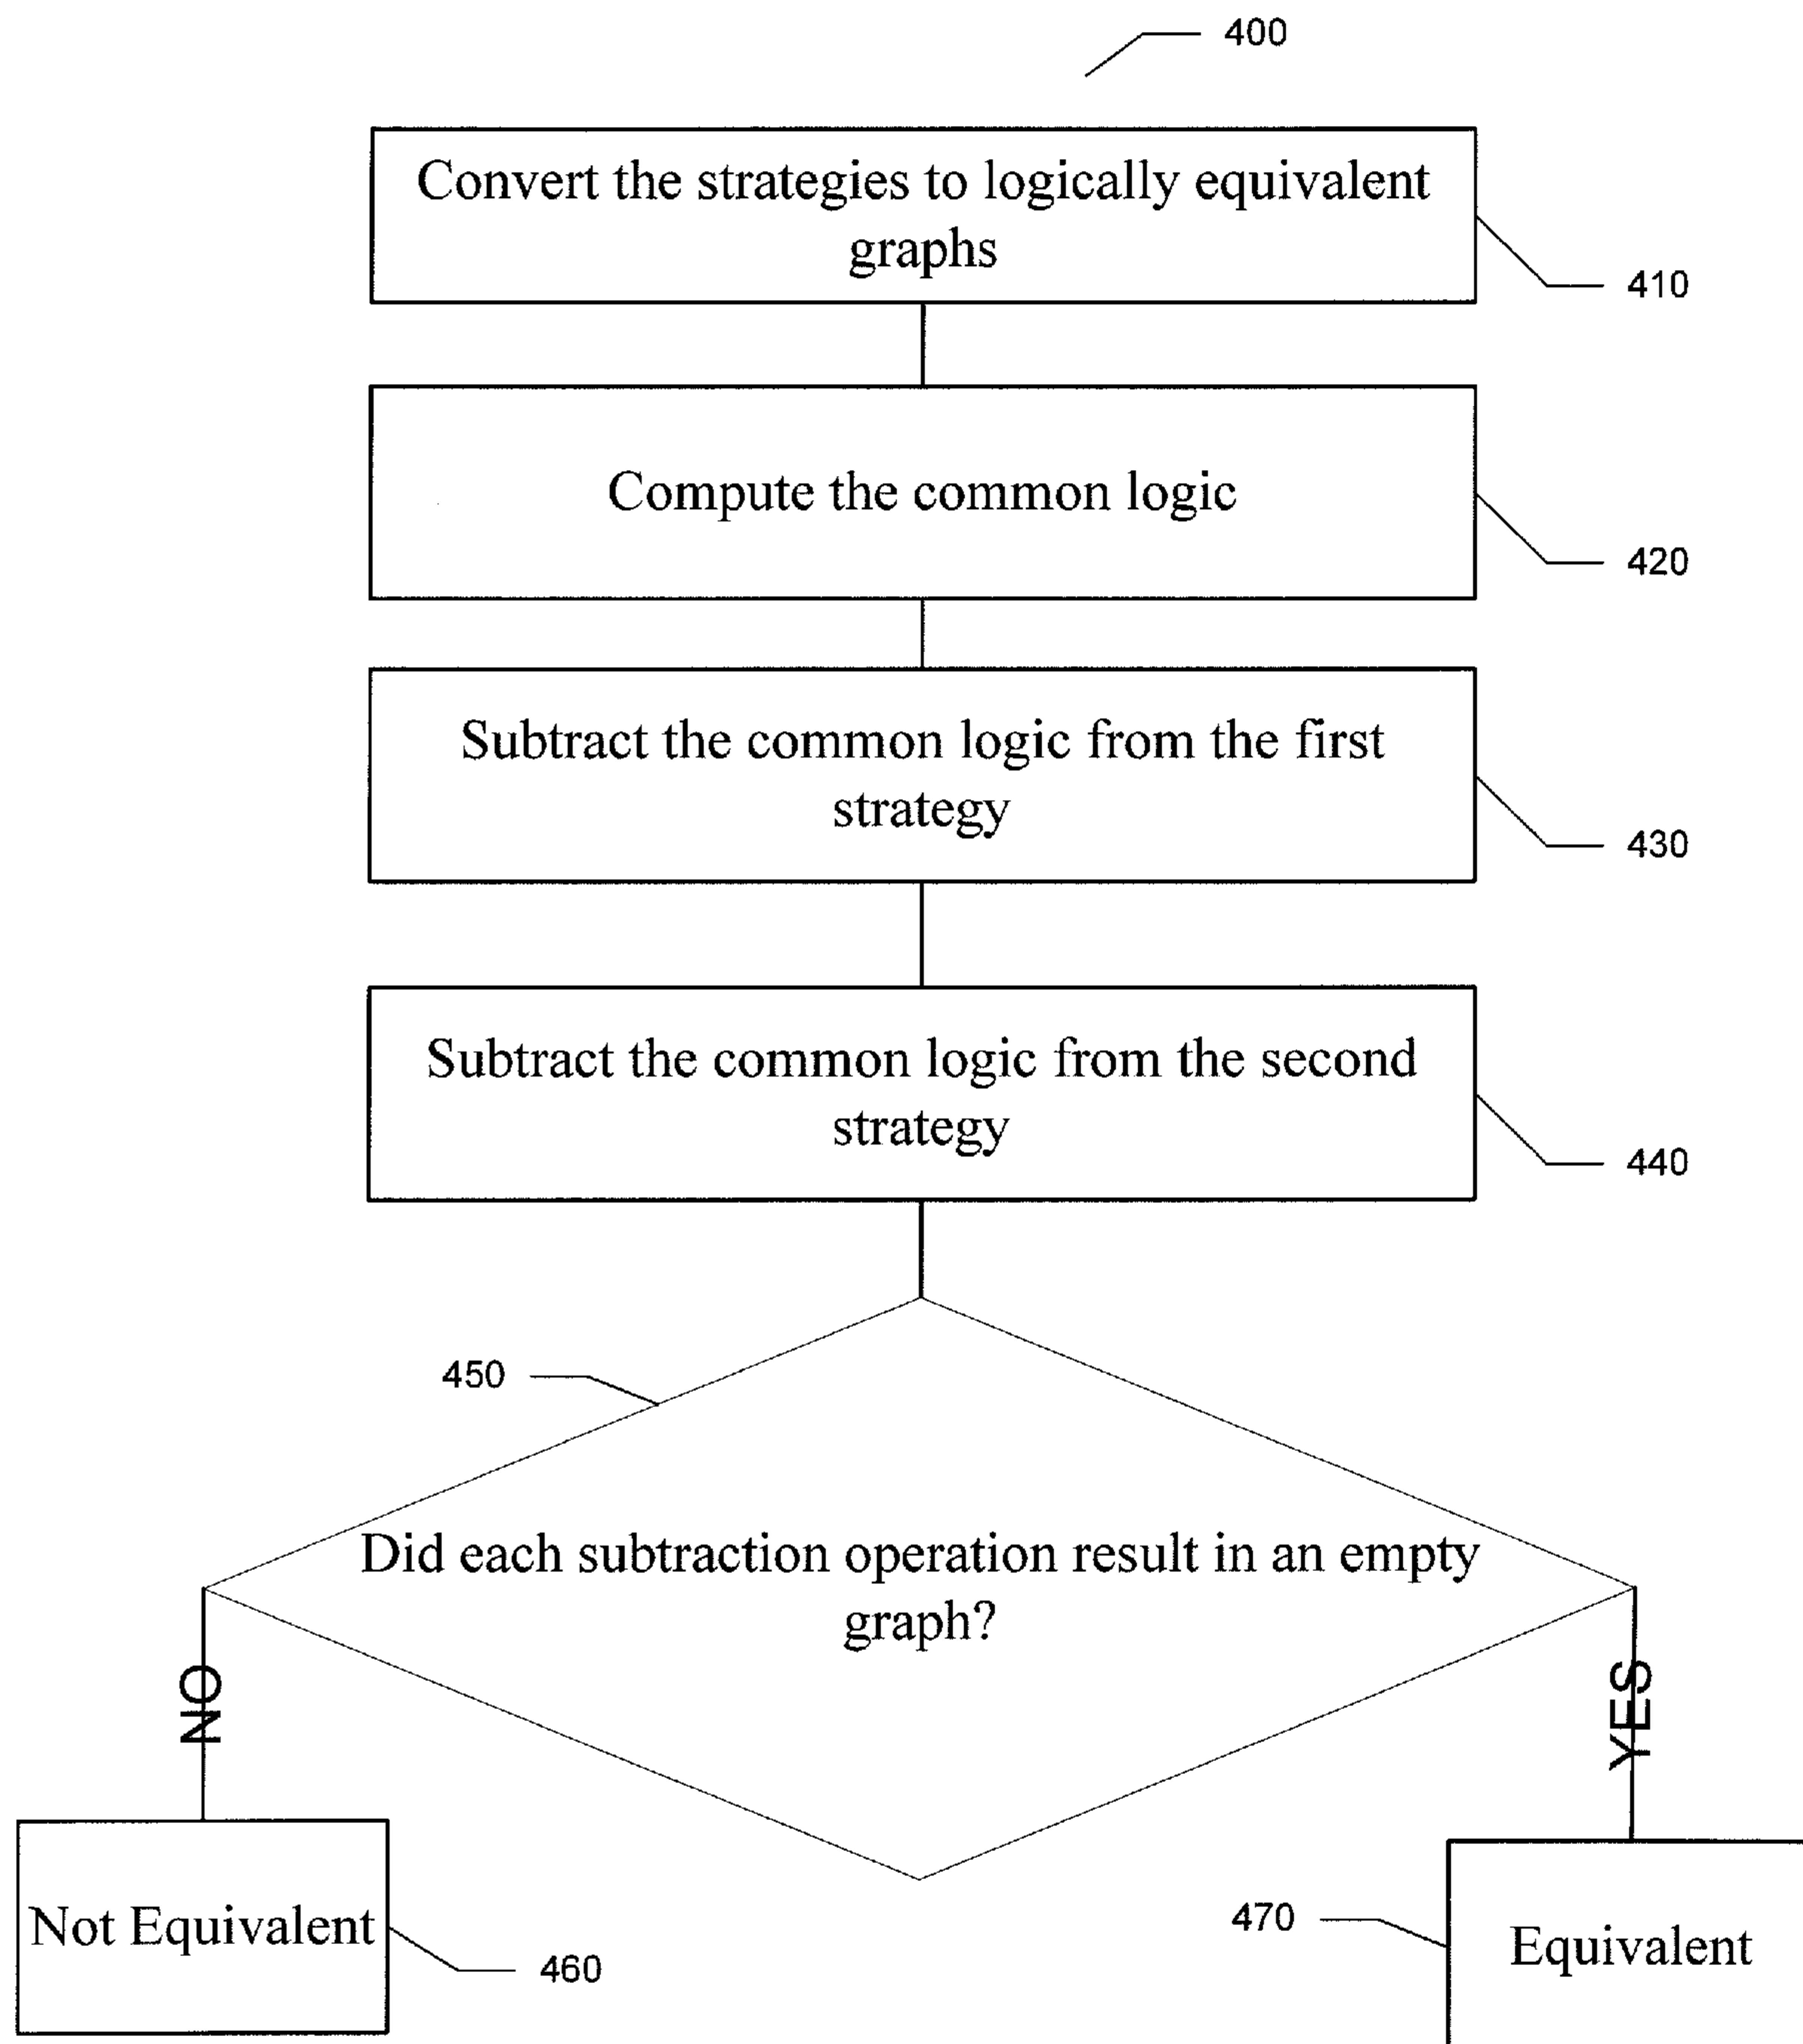 400
Convert the strategies to logically equivalent
graphs
410
Compute the common logic
420
Subtract the common logic from the first
strategy
430
Subtract the common logic from the second
strategy
440
450
Did each subtraction operation result in an empty
graph?
NO
YES
Not Equivalent
460
470
Equivalent